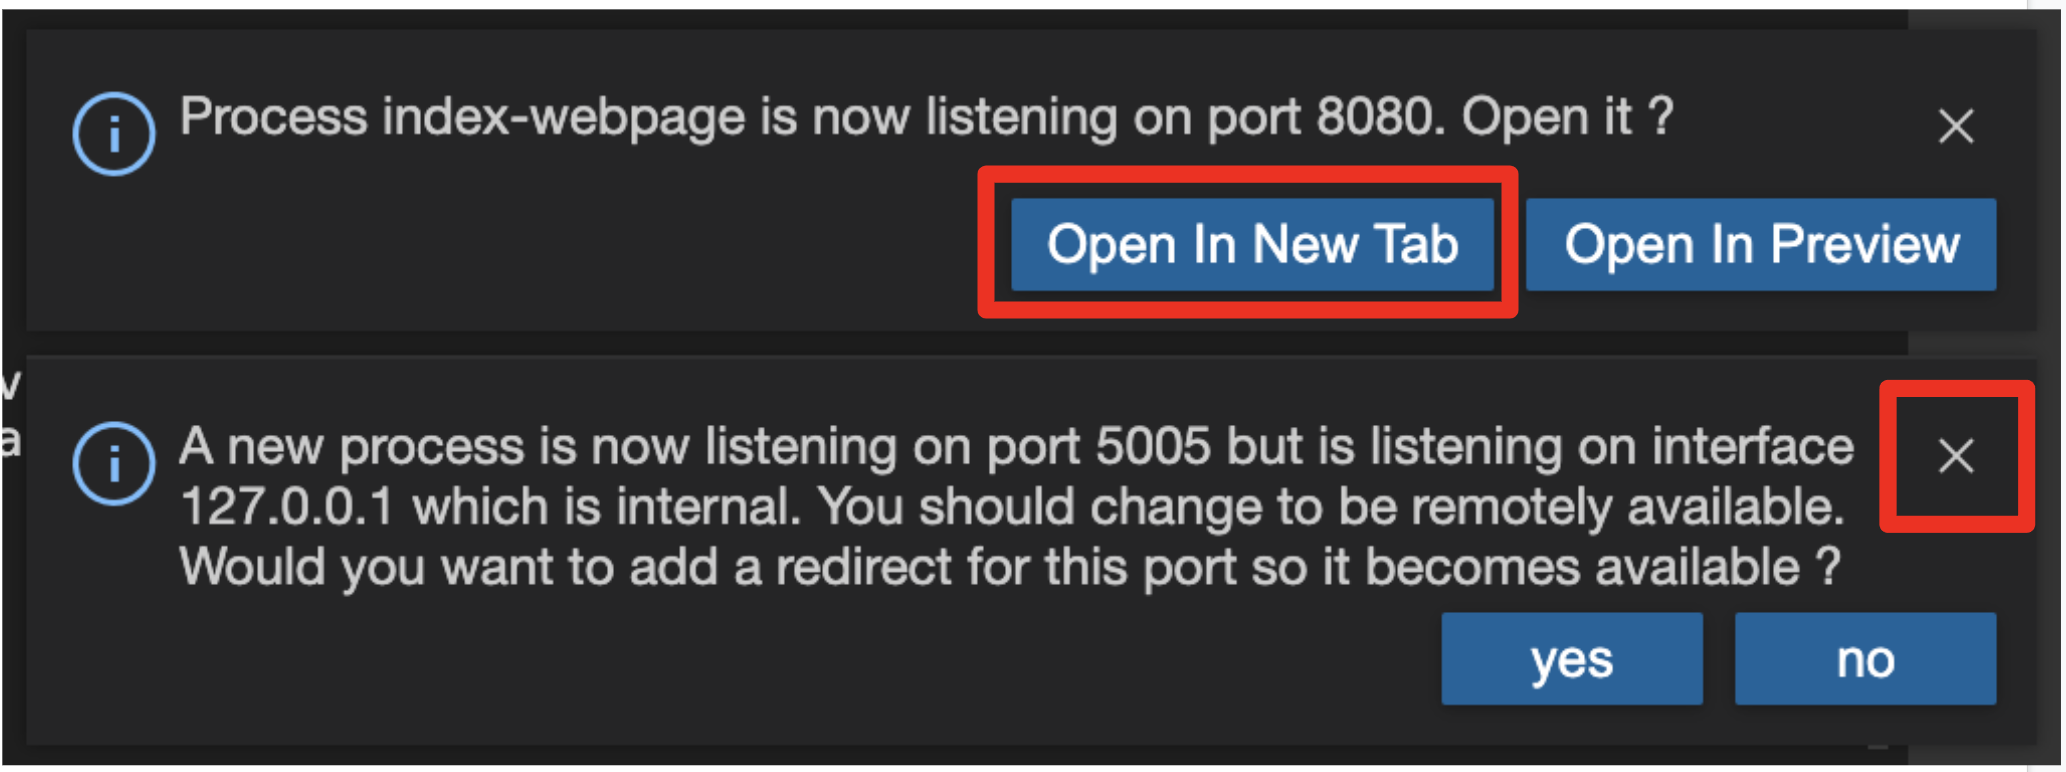 Process index-webpage is now listening on port 8080. Open it ?
Open In New Tab
Open In Preview
v
a
A new process is now listening on port 5005 but is listening on interface
127.0.0.1 which is internal. You should change to be remotely available.
Would you want to add a redirect for this port so it becomes available ?
yes
no